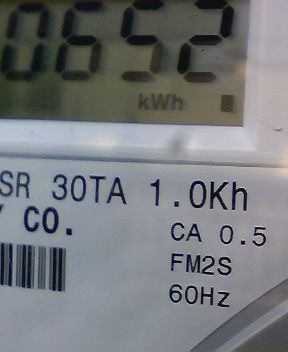 0652
kWh
SR 30TA 1.0Kh
Y CO.
CA 0.5
FM2S
60Hz